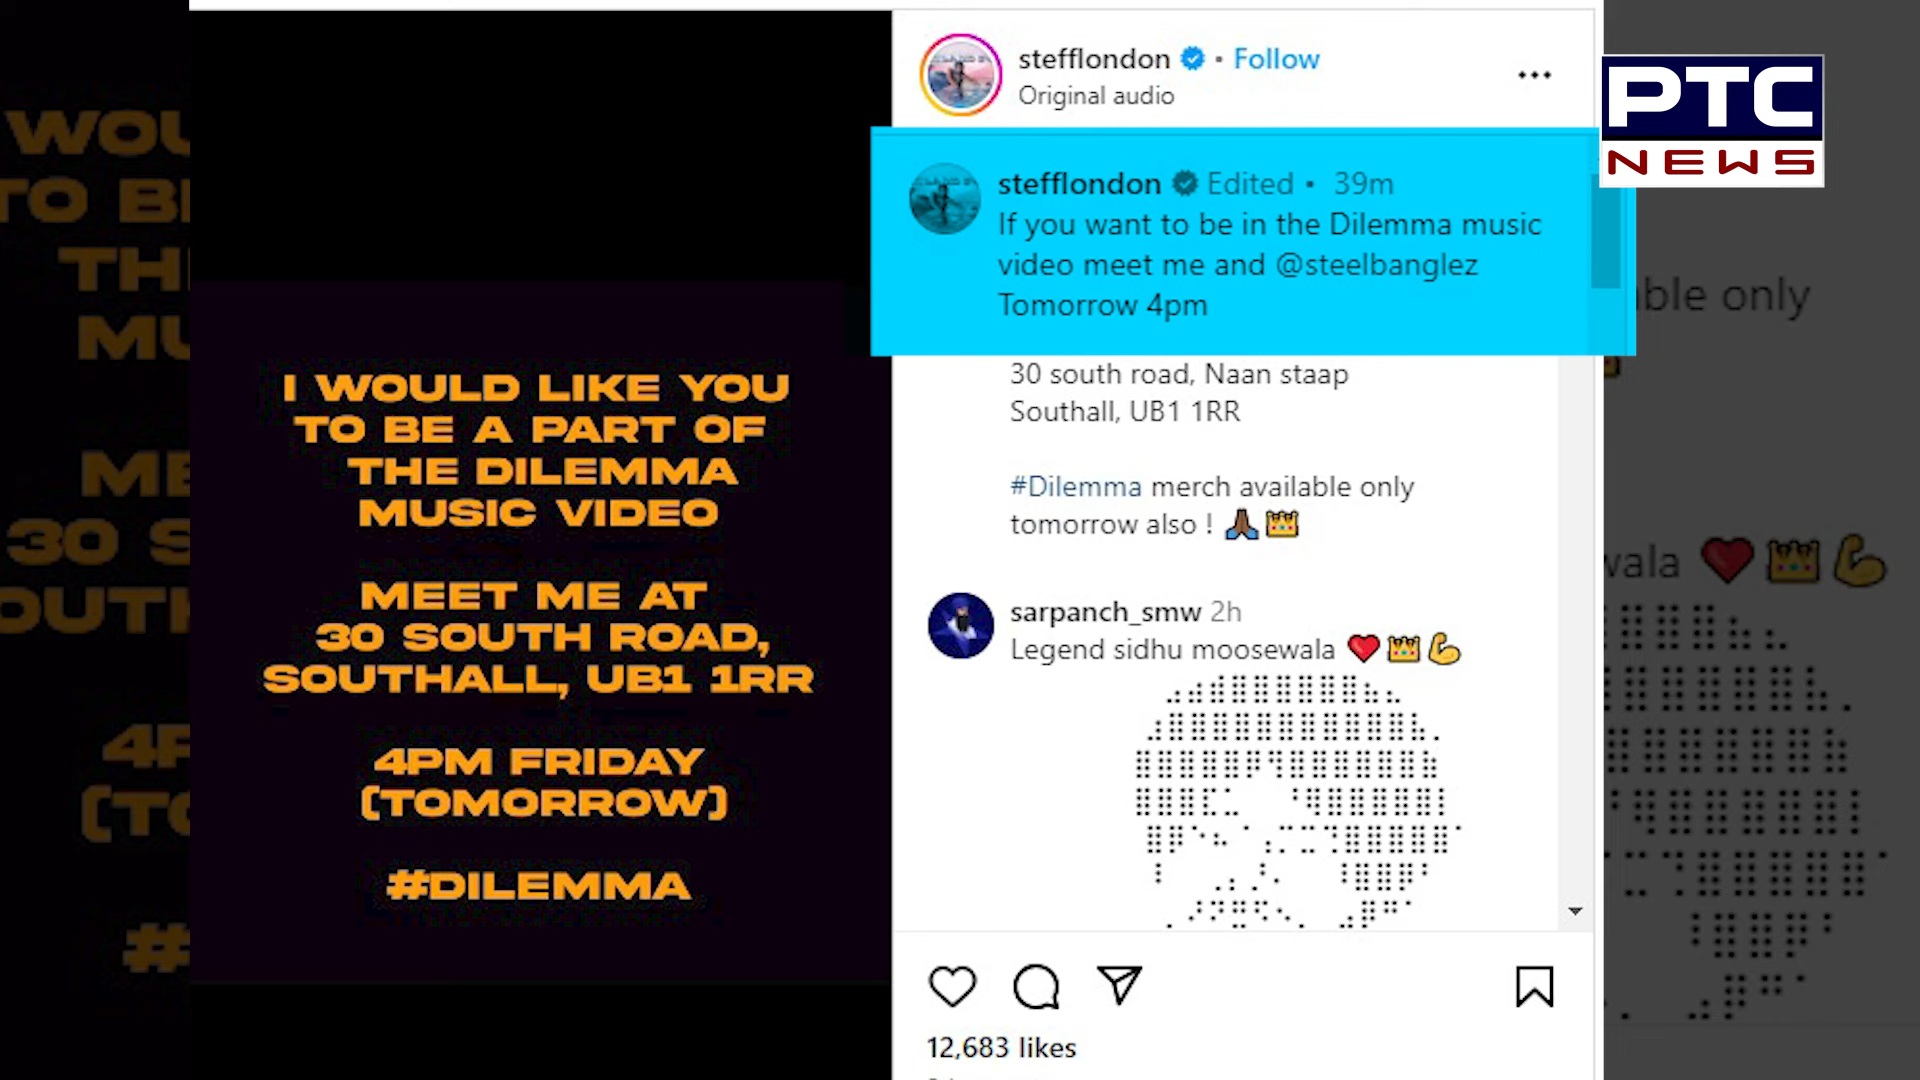 I WOULD LIKE YOU
TO BE A PART OF
THE DILEMMA
MUSIC VIDEO
MEET ME AT
30 SOUTH ROAD,
SOUTHALL, UB1 1RR
4PM FRIDAY
(TOMORROW)
#DILEMMA
stefflondon • Follow
Original audio
stefflondon Edited • 39m
If you want to be in the Dilemma music
video meet me and @steelbanglez
Tomorrow 4pm
30 south road, Naan staap
Southall, UB1 1RR
#Dilemma merch available only
tomorrow also ! 🙏🏾👑
sarpanch_smw 2h
Legend sidhu moosewala ❤️👑💪
12,683 likes
PTC
NEWS